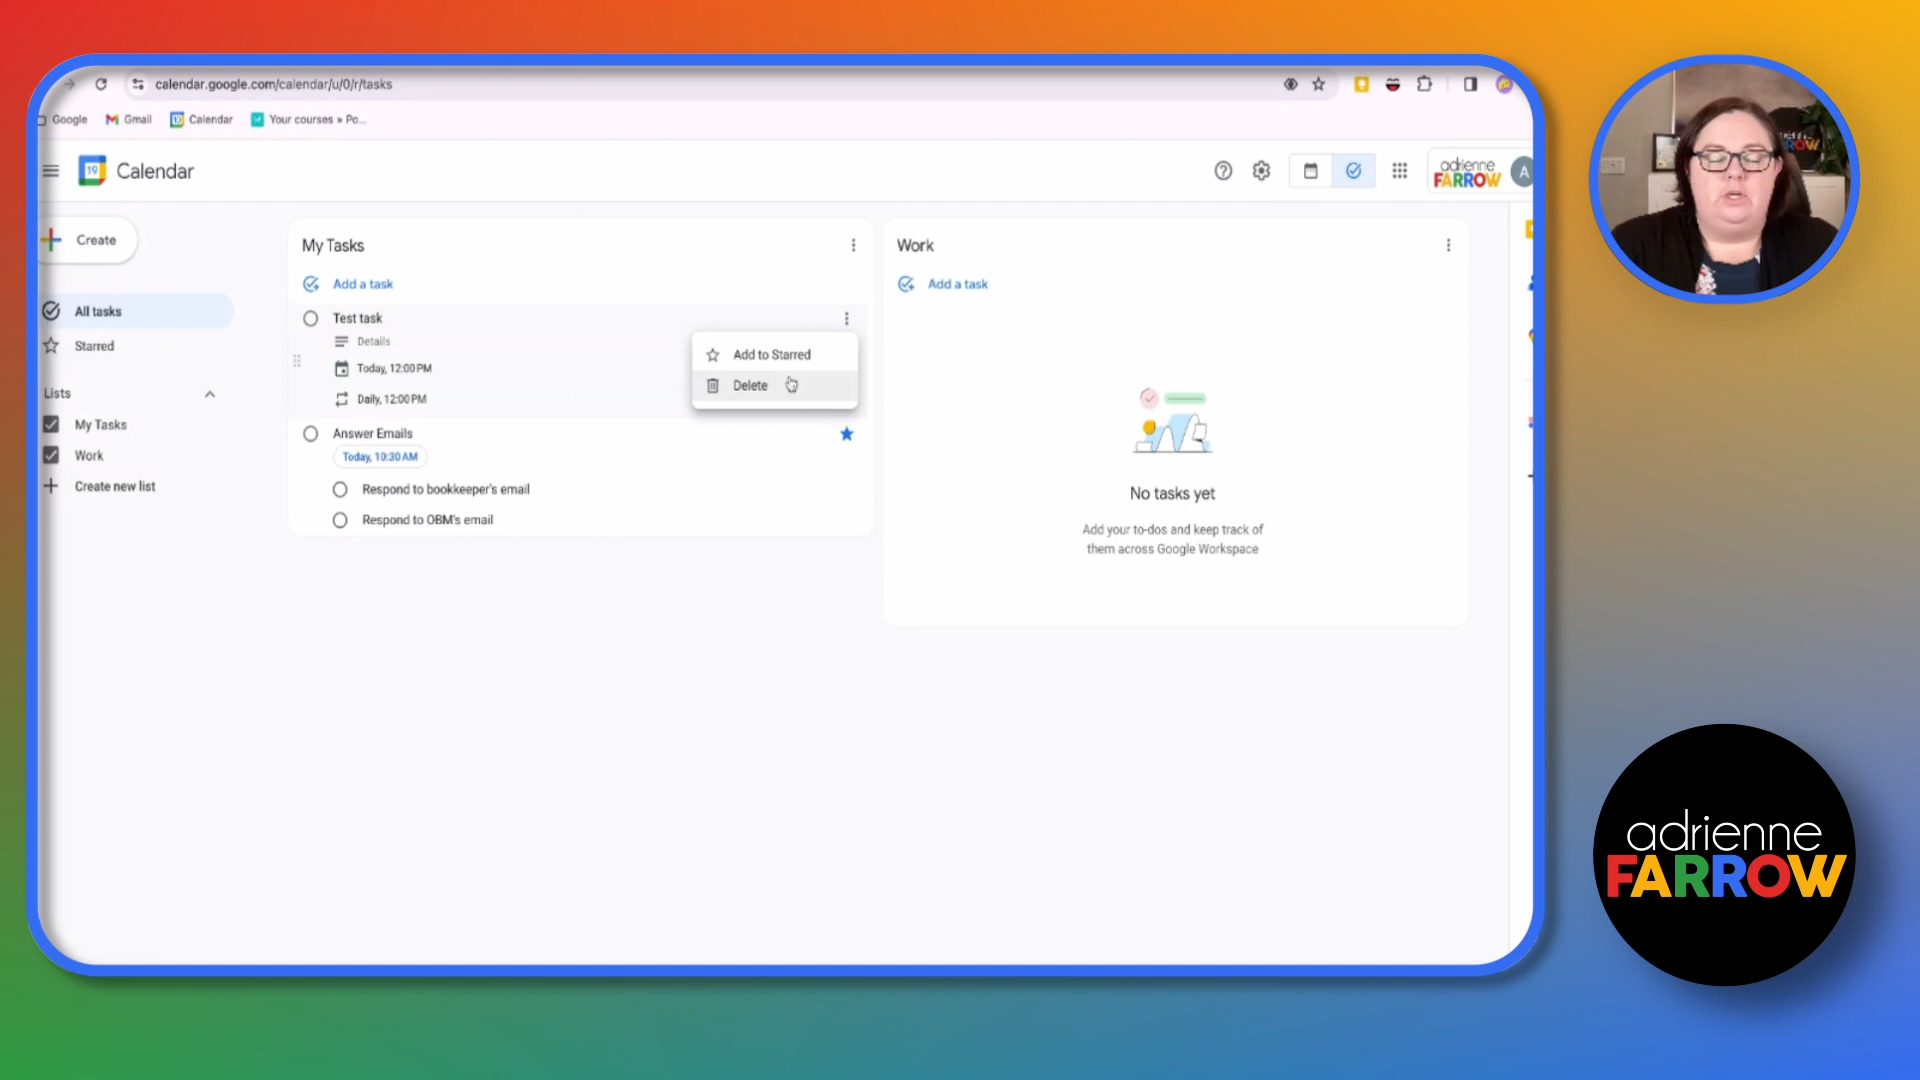 calendar.google.com/calendar/u/0/r/tasks
Google
Gmail
Calendar
Your courses » Po...
19
Calendar
adrienne
FARROW
A
Create
All tasks
Starred
Lists
My Tasks
Work
Create new list
My Tasks
Add a task
Test task
Details
Today, 12:00 PM
Daily, 12:00 PM
Add to Starred
Delete
Answer Emails
Today, 10:30 AM
Respond to bookkeeper's email
Respond to OBM's email
Work
Add a task
No tasks yet
Add your to-dos and keep track of
them across Google Workspace
adrienne
FARROW